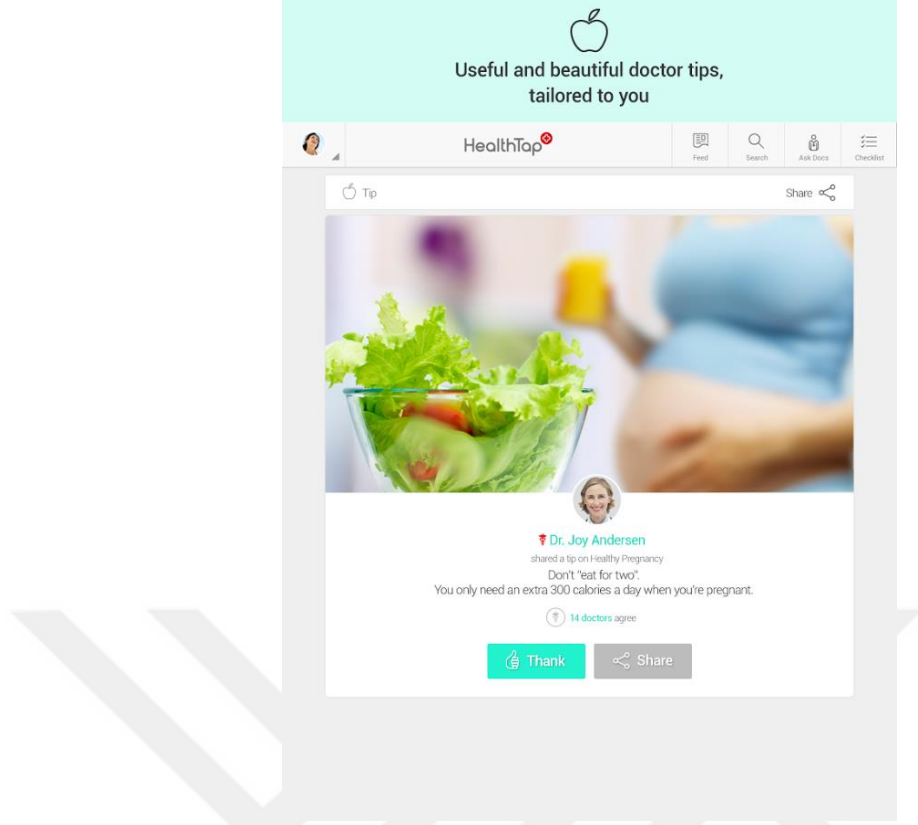 Useful and beautiful doctor tips,
tailored to you
HealthTap
Feed
Search
Ask Docs
Checklist
Tip
Share
Dr. Joy Andersen
shared a tip on Healthy Pregnancy
Don't "eat for two".
You only need an extra 300 calories a day when you're pregnant.
14 doctors agree
Thank
Share